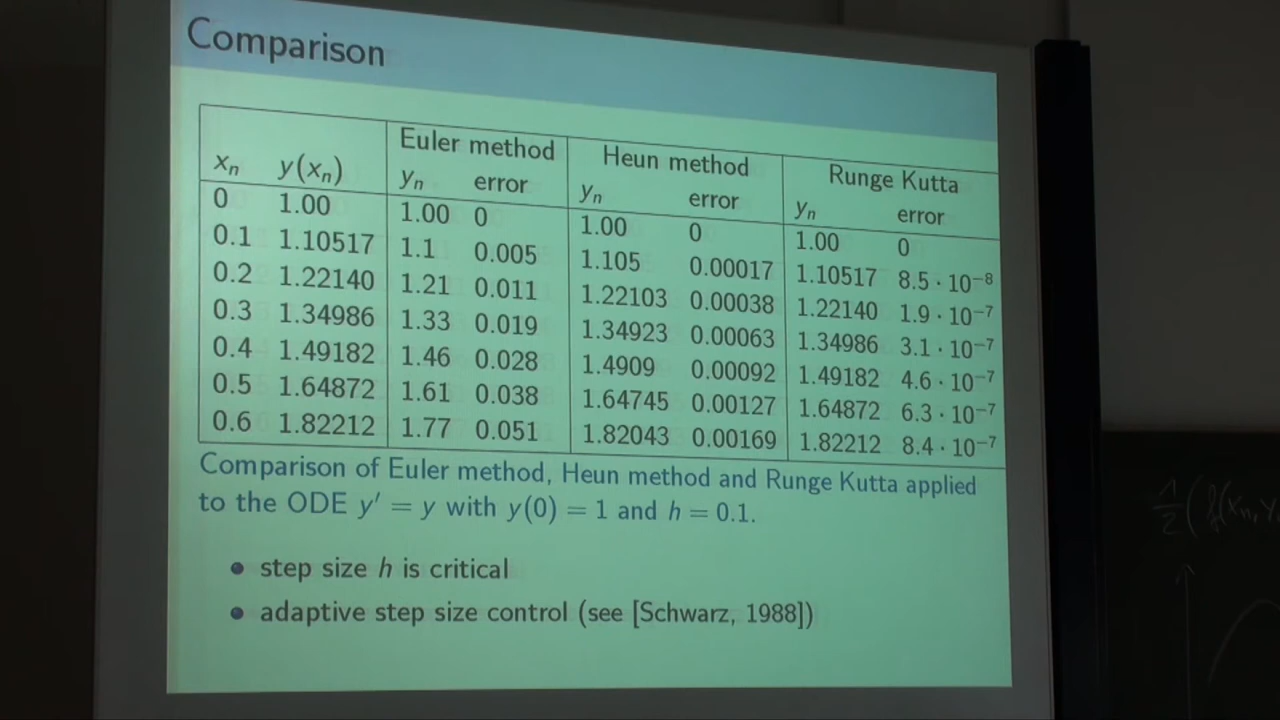 Comparison
Euler method Heun method Runge Kutta
xₙ y(xₙ) yₙ error yₙ error yₙ error
0 1.00 1.00 0 1.00 0 1.00 0
0.1 1.10517 1.1 0.005 1.105 0.00017 1.10517 8.5 · 10⁻⁸
0.2 1.22140 1.21 0.011 1.22103 0.00038 1.22140 1.9 · 10⁻⁷
0.3 1.34986 1.33 0.019 1.34923 0.00063 1.34986 3.1 · 10⁻⁷
0.4 1.49182 1.46 0.028 1.4909 0.00092 1.49182 4.6 · 10⁻⁷
0.5 1.64872 1.61 0.038 1.64745 0.00127 1.64872 6.3 · 10⁻⁷
0.6 1.82212 1.77 0.051 1.82043 0.00169 1.82212 8.4 · 10⁻⁷
Comparison of Euler method, Heun method and Runge Kutta applied
to the ODE y′ = y with y(0) = 1 and h = 0.1.
• step size h is critical
• adaptive step size control (see [Schwarz, 1988])